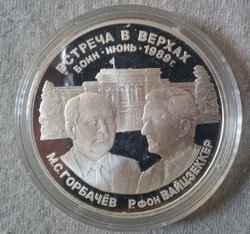 ВСТРЕЧА В ВЕРХАХ
БОНН · ИЮНЬ · 1989 г.
М.С. ГОРБАЧЁВ
Р. ФОН ВАЙЦЗЕККЕР